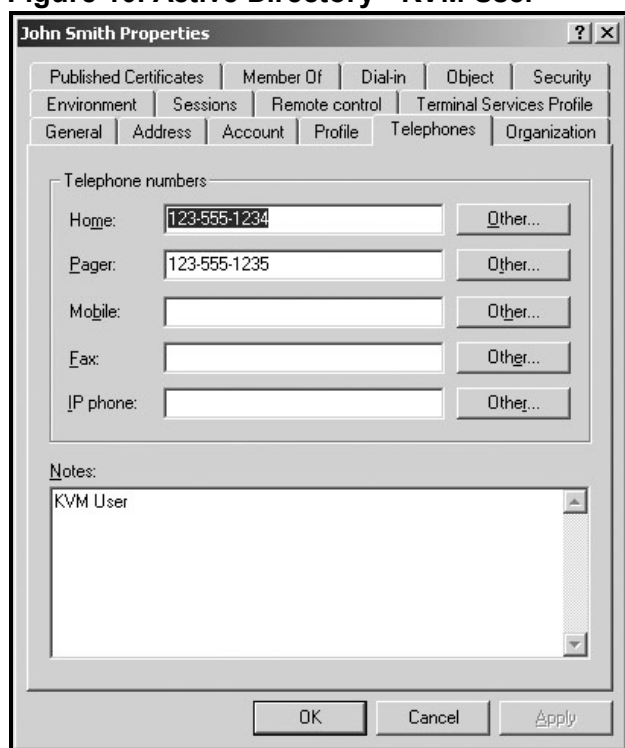 Figure Active Directory - KVM User
John Smith Properties
Published Certificates Member Of Dial-in Object Security
Environment Sessions Remote control Terminal Services Profile
General Address Account Profile Telephones Organization
Telephone numbers
Home: 123-555-1234 Other...
Pager: 123-555-1235 Other...
Mobile: Other...
Fax: Other...
IP phone: Other...
Notes:
KVM User
OK Cancel Apply